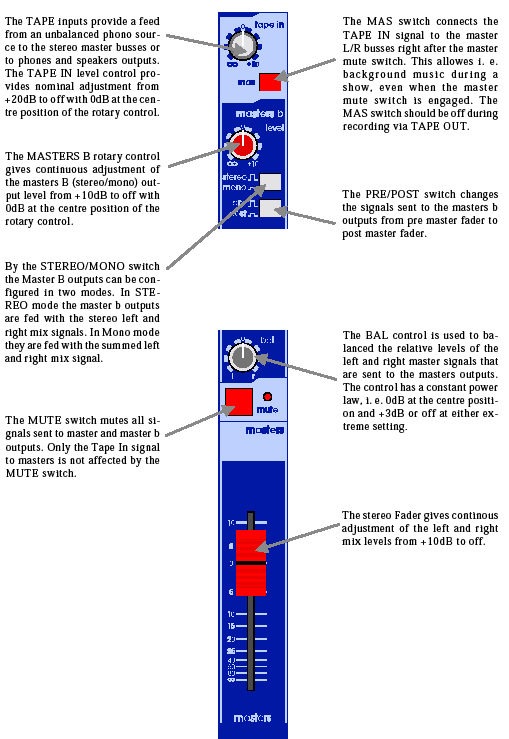 The TAPE inputs provide a feed
from an unbalanced phono sour-
ce to the stereo master busses or
to phones and speakers outputs.
The TAPE IN level control pro-
vides nominal adjustment from
+20dB to off with 0dB at the cen-
tre position of the rotary control.
The MASTERS B rotary control
gives continuous adjustment of
the masters B (stereo/mono) out-
put level from +10dB to off with
0dB at the centre position of the
rotary control.
By the STEREO/MONO switch
the Master B outputs can be con-
figured in two modes. In STE-
REO mode the master b outputs
are fed with the stereo left and
right mix signals. In Mono mode
they are fed with the summed left
and right mix signal.
The MUTE switch mutes all si-
gnals sent to master and master b
outputs. Only the Tape In signal
to masters is not affected by the
MUTE switch.
tape in
mas
masters b
level
+10
stereo
mono
bal
mute
masters
10
0
10
15
20
40
masters
The MAS switch connects the
TAPE IN signal to the master
L/R busses right after the master
mute switch. This allowes i. e.
background music during a
show, even when the master
mute switch is engaged. The
MAS switch should be off during
recording via TAPE OUT.
The PRE/POST switch changes
the signals sent to the masters b
outputs from pre master fader to
post master fader.
The BAL control is used to ba-
lanced the relative levels of the
left and right master signals that
are sent to the masters outputs.
The control has a constant power
law, i. e. 0dB at the centre positi-
on and +3dB or off at either ex-
treme setting.
The stereo Fader gives continous
adjustment of the left and right
mix levels from +10dB to off.